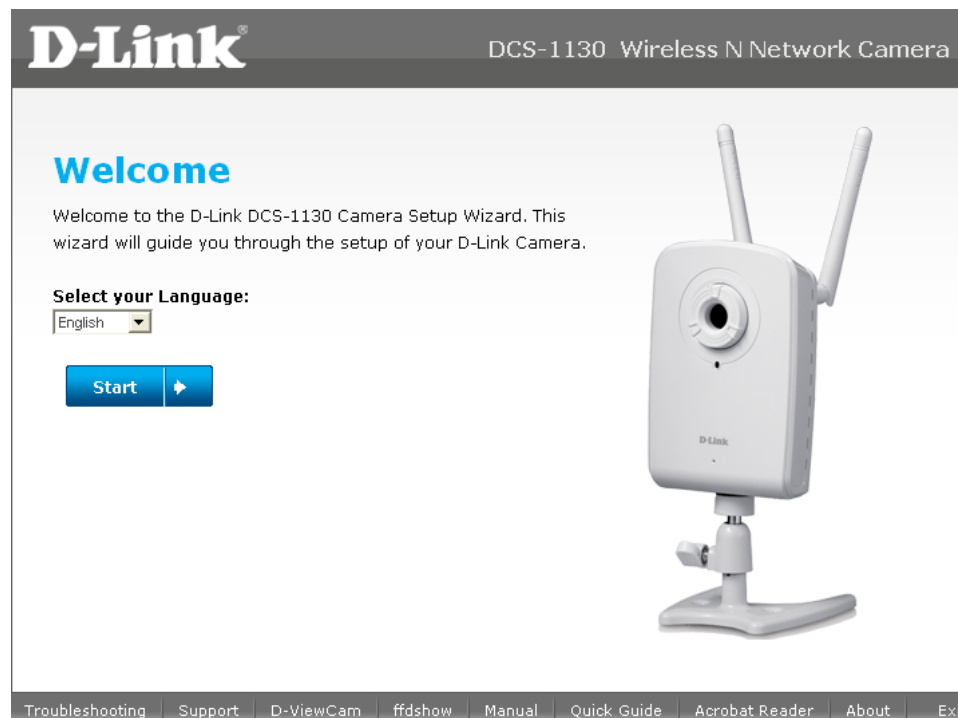 D-Link®
DCS-1130 Wireless N Network Camera
Welcome
Welcome to the D-Link DCS-1130 Camera Setup Wizard. This
wizard will guide you through the setup of your D-Link Camera.
Select your Language:
English
Start
D-Link
Troubleshooting Support D-ViewCam ffdshow Manual Quick Guide Acrobat Reader About Ex